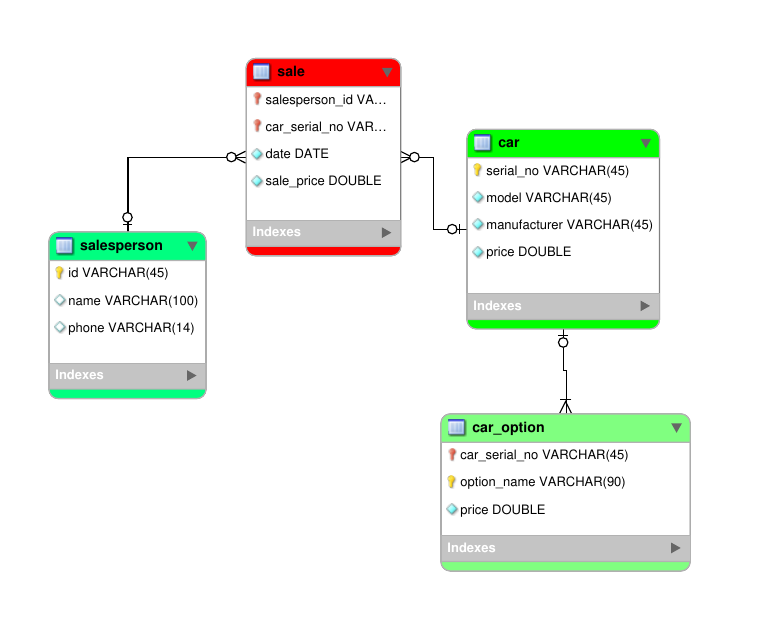 sale
salesperson_id VA...
car_serial_no VAR...
date DATE
sale_price DOUBLE
Indexes
car
serial_no VARCHAR(45)
model VARCHAR(45)
manufacturer VARCHAR(45)
price DOUBLE
Indexes
salesperson
id VARCHAR(45)
name VARCHAR(100)
phone VARCHAR(14)
Indexes
car_option
car_serial_no VARCHAR(45)
option_name VARCHAR(90)
price DOUBLE
Indexes